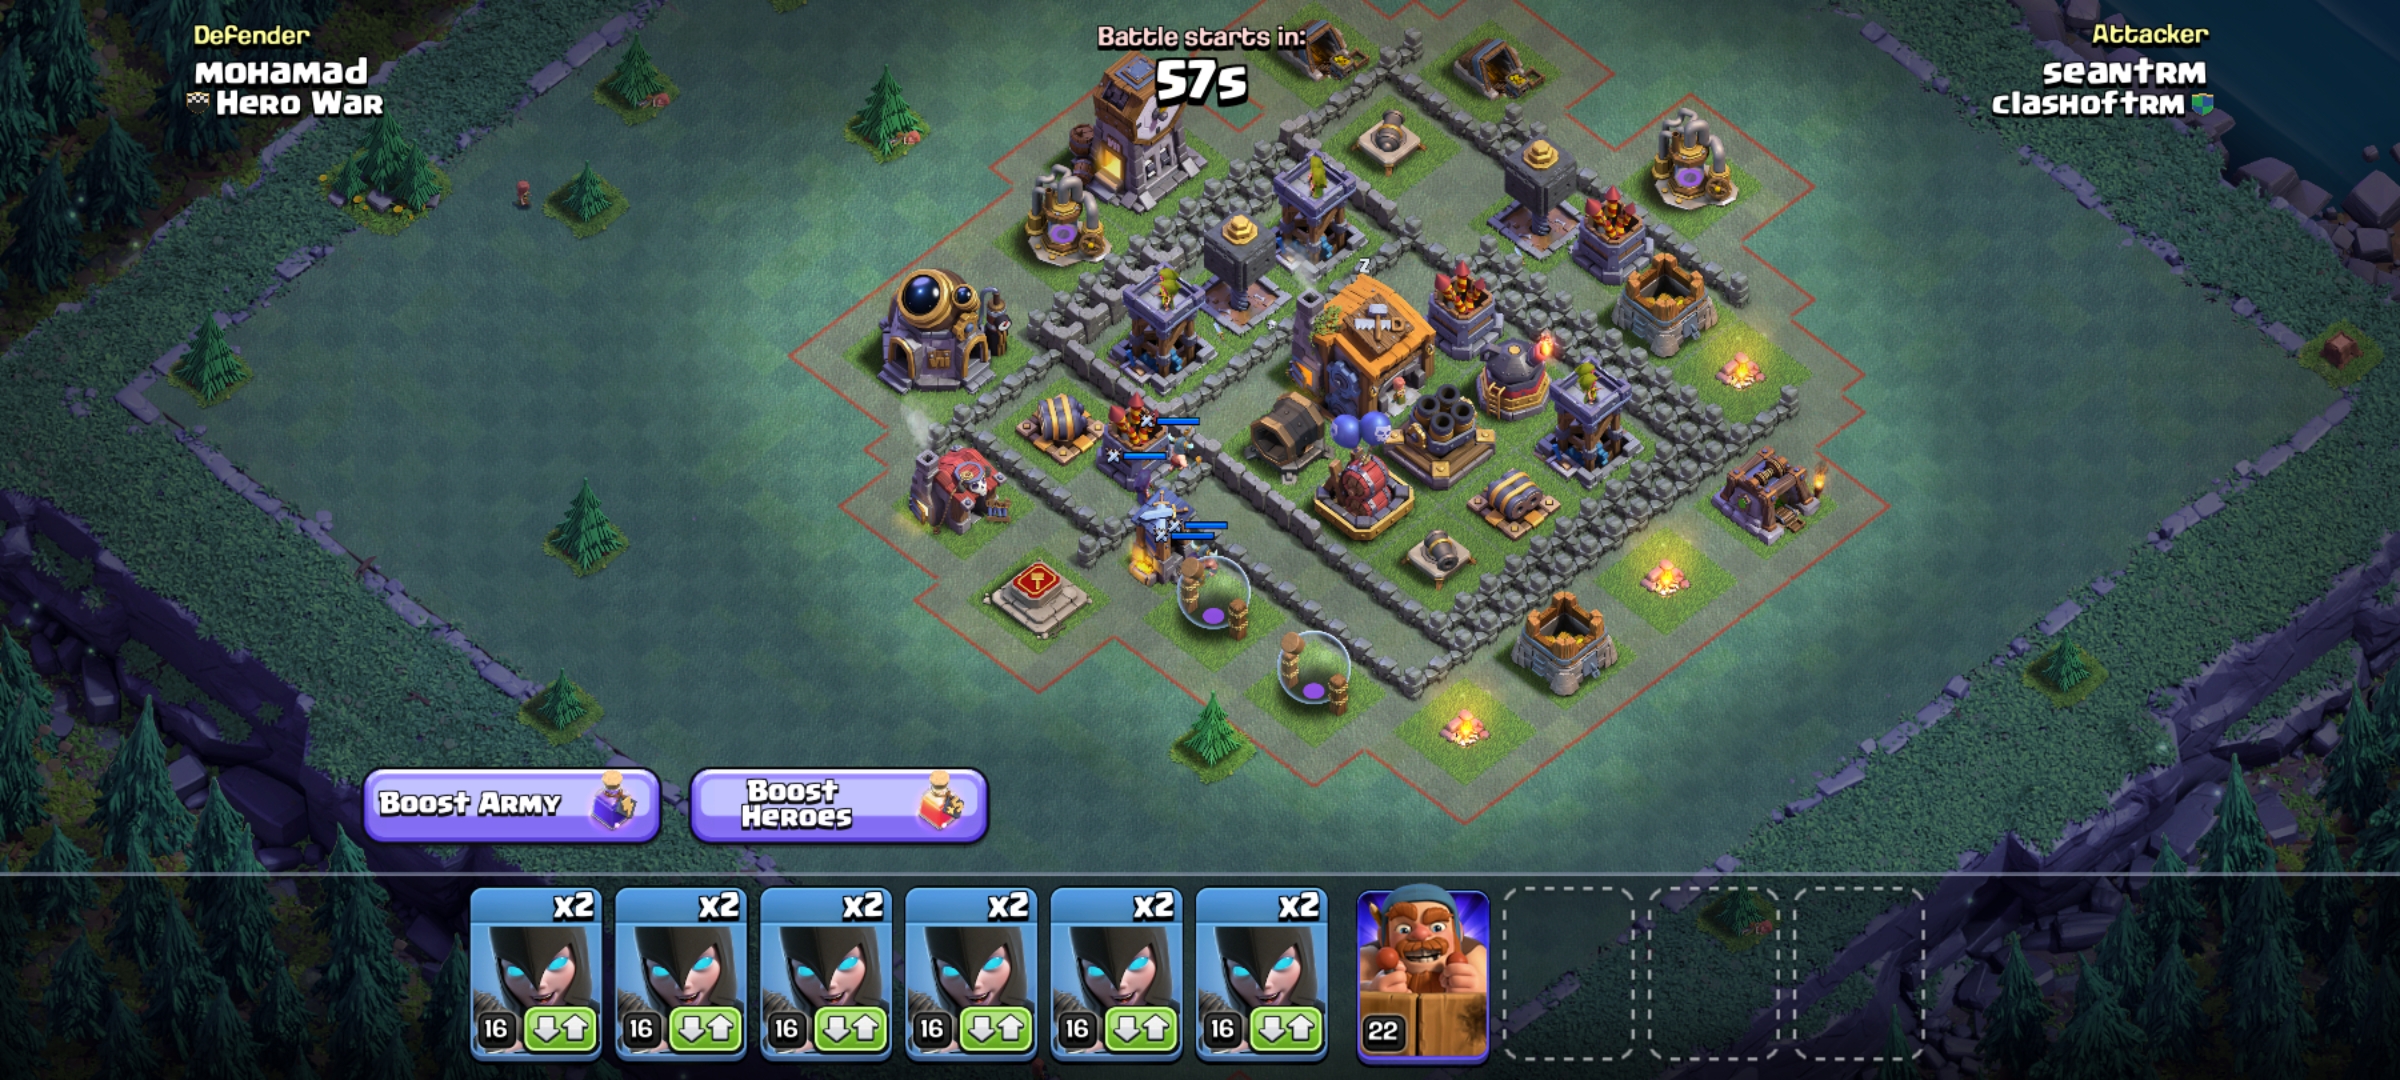 Defender
MOHAMAD
Hero War
Battle starts in:
57s
Attacker
seantRM
clashoftRM
z
Boost Army
Boost
Heroes
x2
x2
x2
x2
x2
x2
16
16
16
16
16
16
22